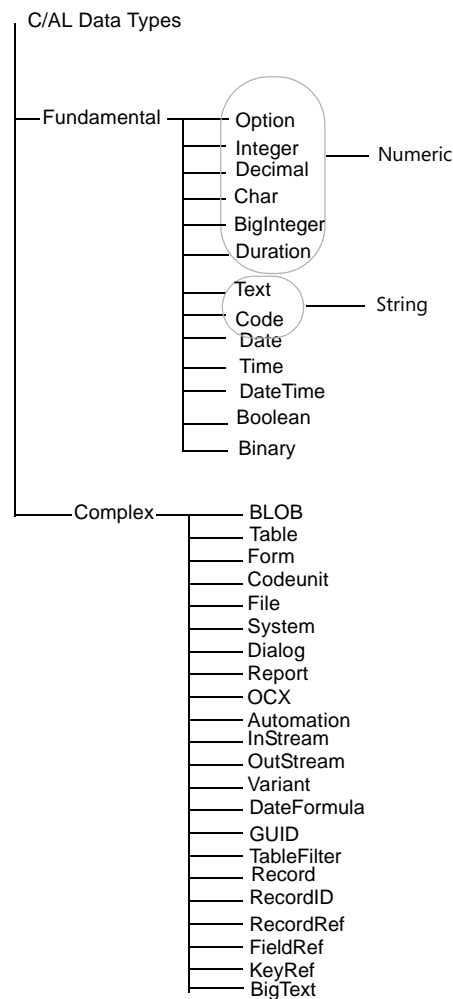 C/AL Data Types
Fundamental
Option
Integer
Decimal
Char
BigInteger
Duration
Numeric
Text
Code
String
Date
Time
DateTime
Boolean
Binary
Complex
BLOB
Table
Form
Codeunit
File
System
Dialog
Report
OCX
Automation
InStream
OutStream
Variant
DateFormula
GUID
TableFilter
Record
RecordID
RecordRef
FieldRef
KeyRef
BigText